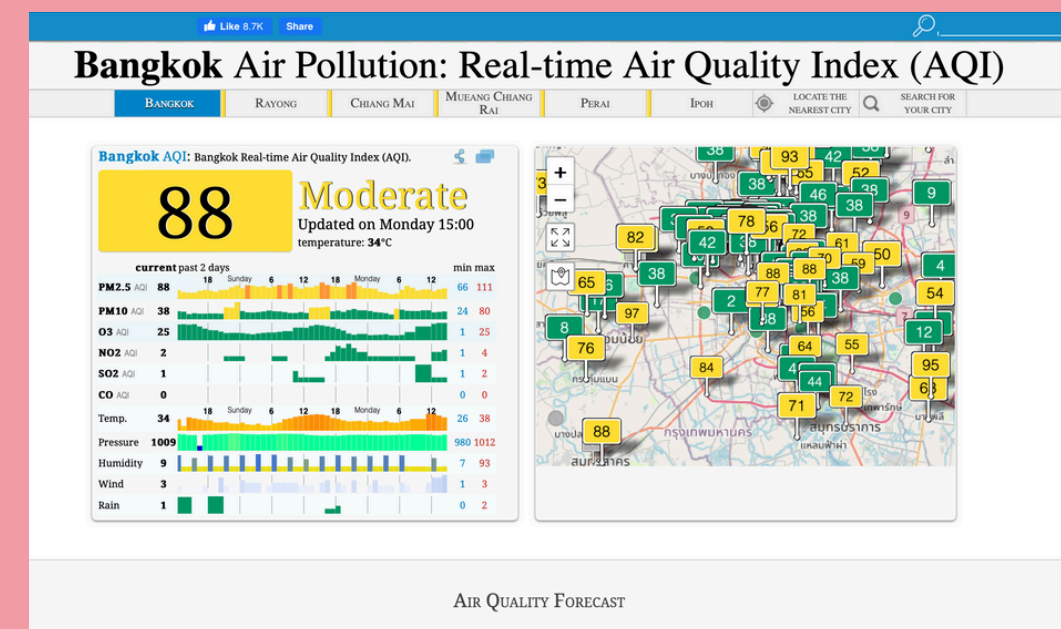 Like 8.7K Share
Bangkok Air Pollution: Real-time Air Quality Index (AQI)
BANGKOK RAYONG CHIANG MAI MUEANG CHIANG RAI PERAI IPOH LOCATE THE NEAREST CITY SEARCH FOR YOUR CITY
Bangkok AQI: Bangkok Real-time Air Quality Index (AQI).
88 Moderate
Updated on Monday 15:00
temperature: 34°C
current past 2 days min max
18 Sunday 6 12 18 Monday 6 12
PM2.5 AQI 88 66 111
PM10 AQI 38 24 80
O3 AQI 25 1 25
NO2 AQI 2 1 4
SO2 AQI 1 1 2
CO AQI 0 0 0
18 Sunday 6 12 18 Monday 6 12
Temp. 34 26 38
Pressure 1009 980 1012
Humidity 9 7 93
Wind 3 1 3
Rain 1 0 2
+
−
38 93 42 52
38 46 38 9
78 72 38
82 42 61 50
65 38 88 88 59 38 4
97 2 77 81 54
8 56 12
76 64 55
84 44 95
71 72
88
กรุงเทพมหานคร
สมุทรปราการ
แหลมฟ้าผ่า
AIR QUALITY FORECAST